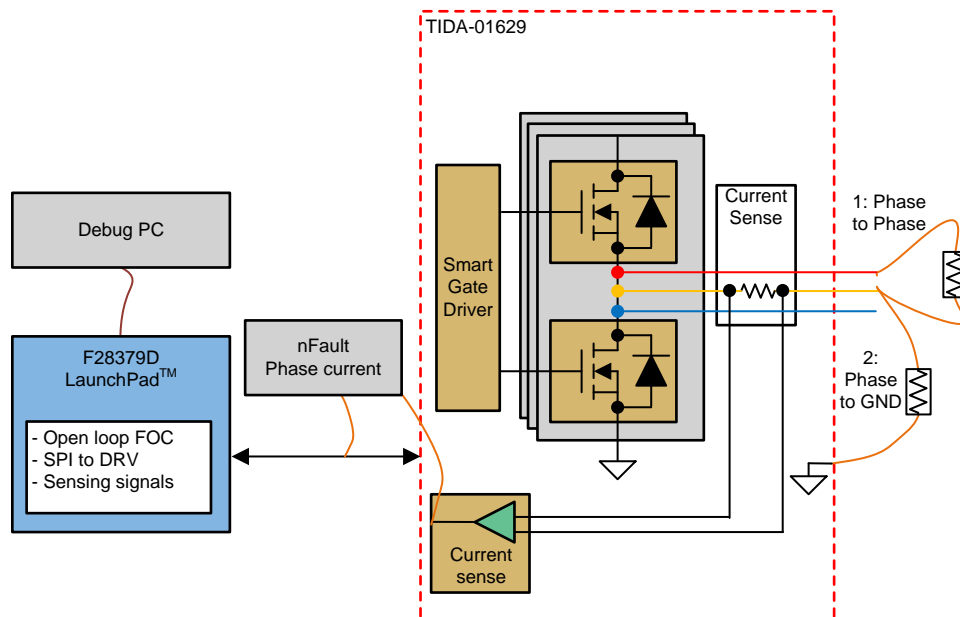 TIDA-01629
Debug PC
F28379D
LaunchPad™
- Open loop FOC
- SPI to DRV
- Sensing signals
nFault
Phase current
Smart
Gate
Driver
Current
Sense
1: Phase
to Phase
2:
Phase
to GND
Current
sense